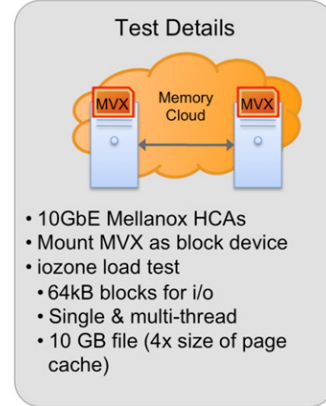 Test Details
MVX
Memory
Cloud
MVX
• 10GbE Mellanox HCAs
• Mount MVX as block device
• iozone load test
• 64kB blocks for i/o
• Single & multi-thread
• 10 GB file (4x size of page
cache)